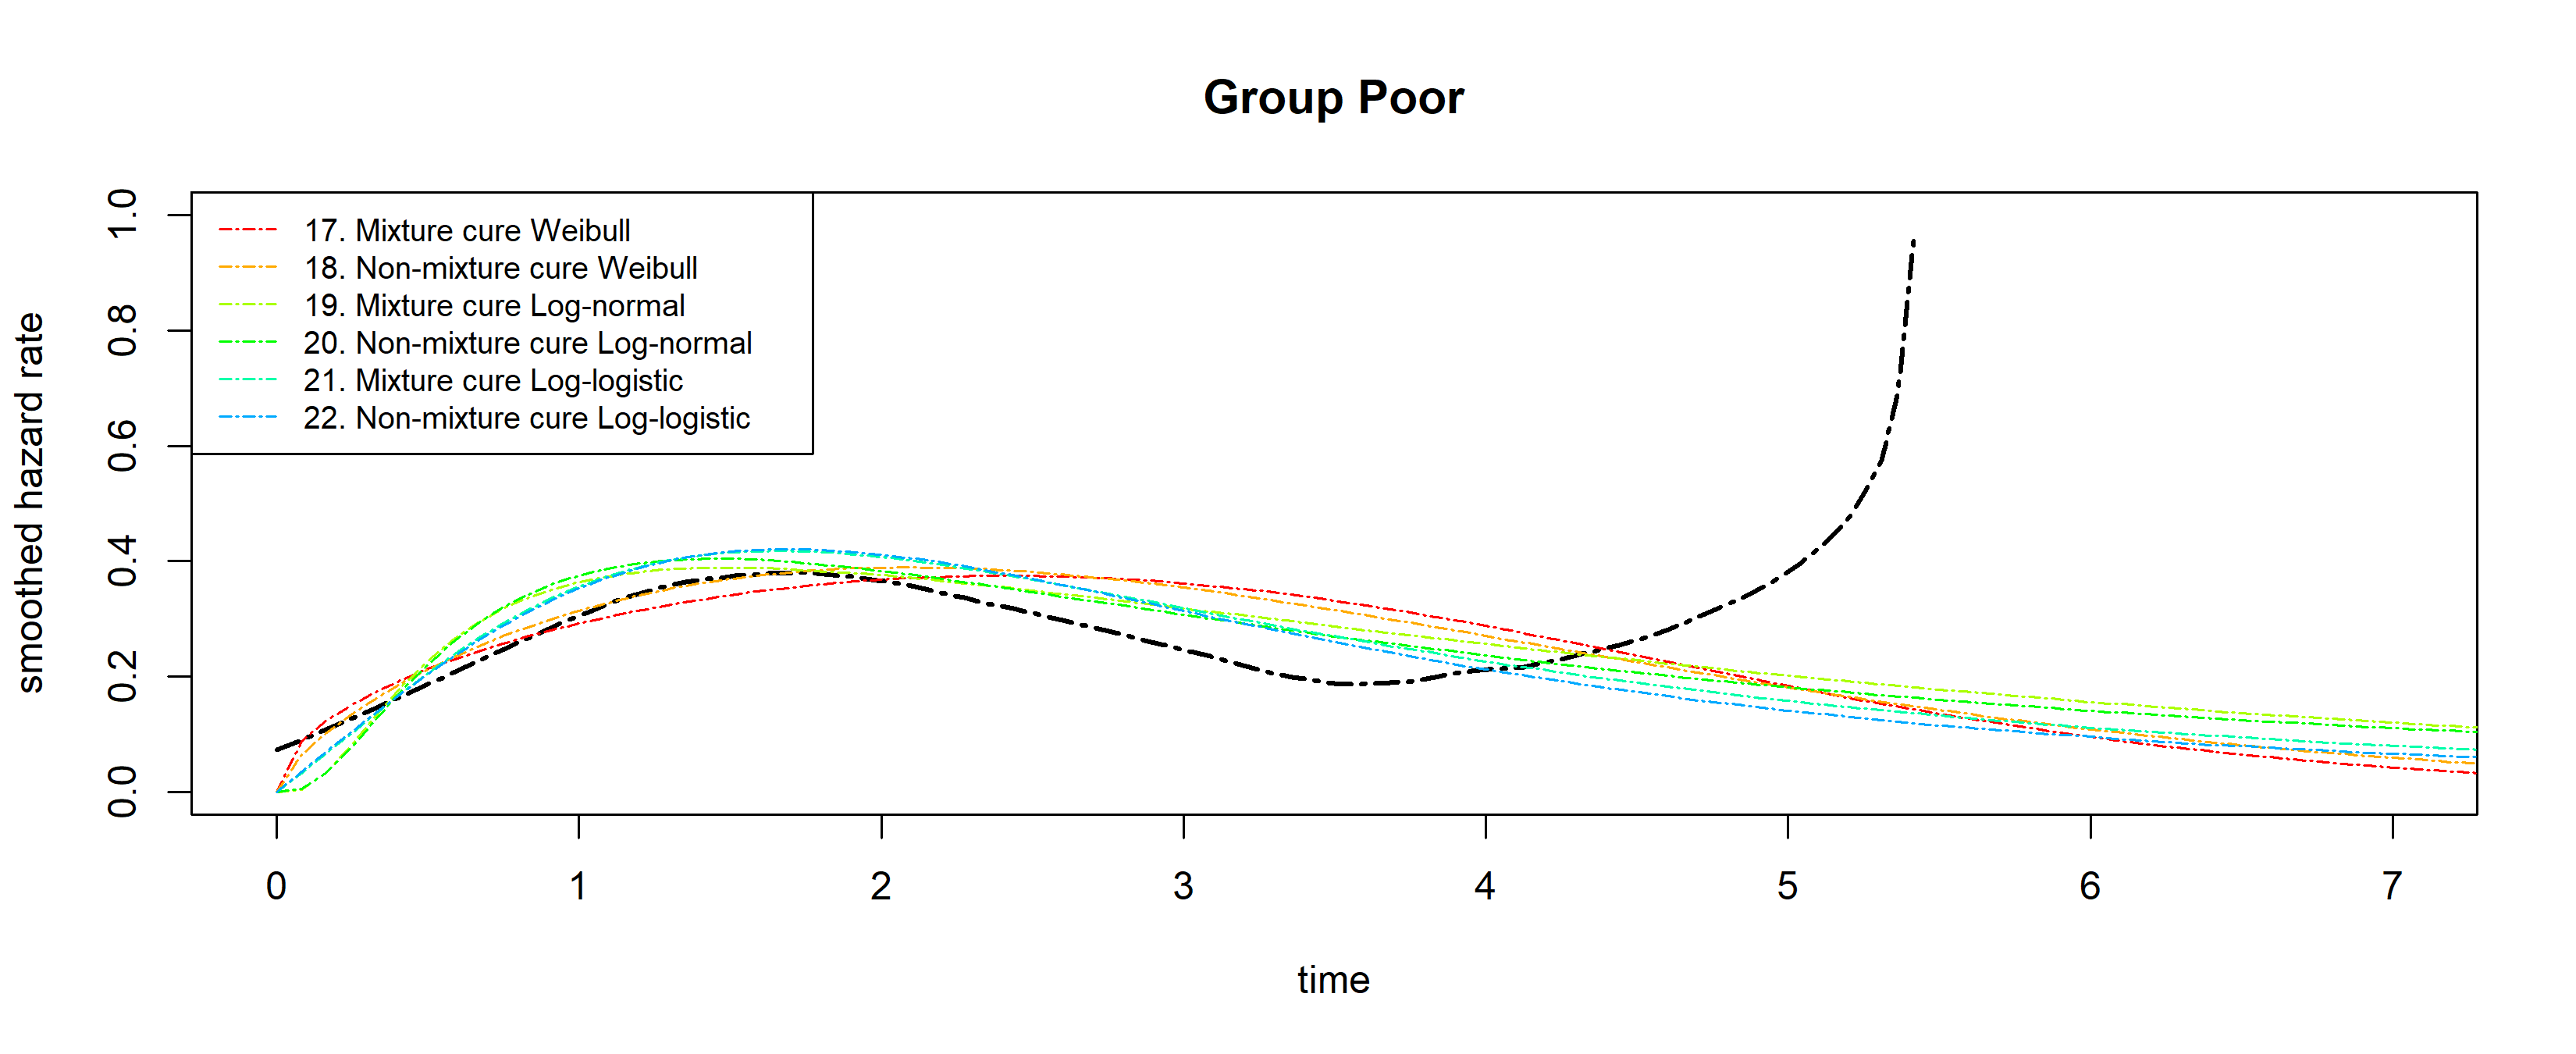 Group Poor
smoothed hazard rate
1.0
0.8
0.6
0.4
0.2
0.0
17. Mixture cure Weibull
18. Non-mixture cure Weibull
19. Mixture cure Log-normal
20. Non-mixture cure Log-normal
21. Mixture cure Log-logistic
22. Non-mixture cure Log-logistic
0 1 2 3 4 5 6 7
time